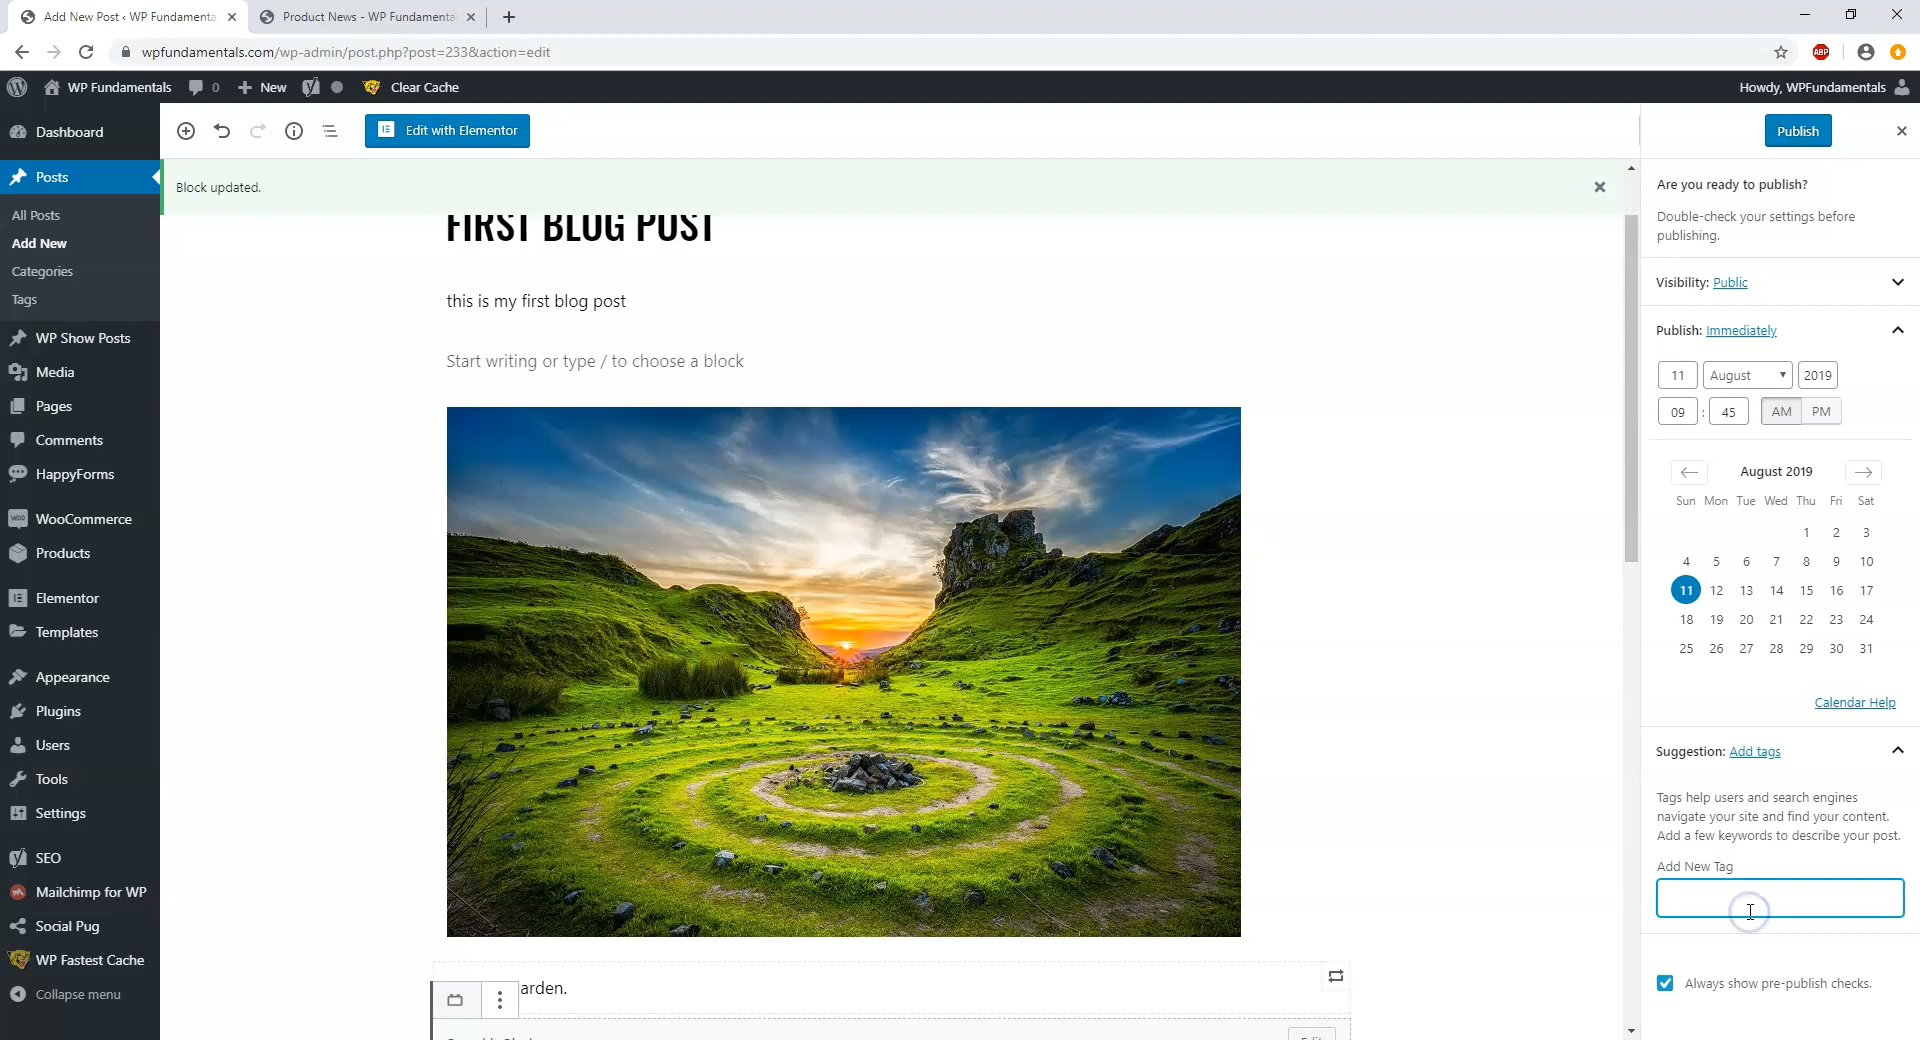 Add New Post ‹ WP Fundamenta
Product News - WP Fundamenta
wpfundamentals.com/wp-admin/post.php?post=233&action=edit
ABP
WP Fundamentals
0
New
Clear Cache
Howdy, WPFundamentals
Dashboard
Posts
All Posts
Add New
Categories
Tags
WP Show Posts
Media
Pages
Comments
HappyForms
WooCommerce
Products
Elementor
Templates
Appearance
Plugins
Users
Tools
Settings
SEO
Mailchimp for WP
Social Pug
WP Fastest Cache
Collapse menu
Edit with Elementor
Block updated.
FIRST BLOG POST
this is my first blog post
Start writing or type / to choose a block
arden.
Publish
Are you ready to publish?
Double-check your settings before
publishing.
Visibility: Public
Publish: Immediately
11 August 2019
09 : 45 AM PM
August 2019
Sun Mon Tue Wed Thu Fri Sat
1 2 3
4 5 6 7 8 9 10
11 12 13 14 15 16 17
18 19 20 21 22 23 24
25 26 27 28 29 30 31
Calendar Help
Suggestion: Add tags
Tags help users and search engines
navigate your site and find your content.
Add a few keywords to describe your post.
Add New Tag
Always show pre-publish checks.